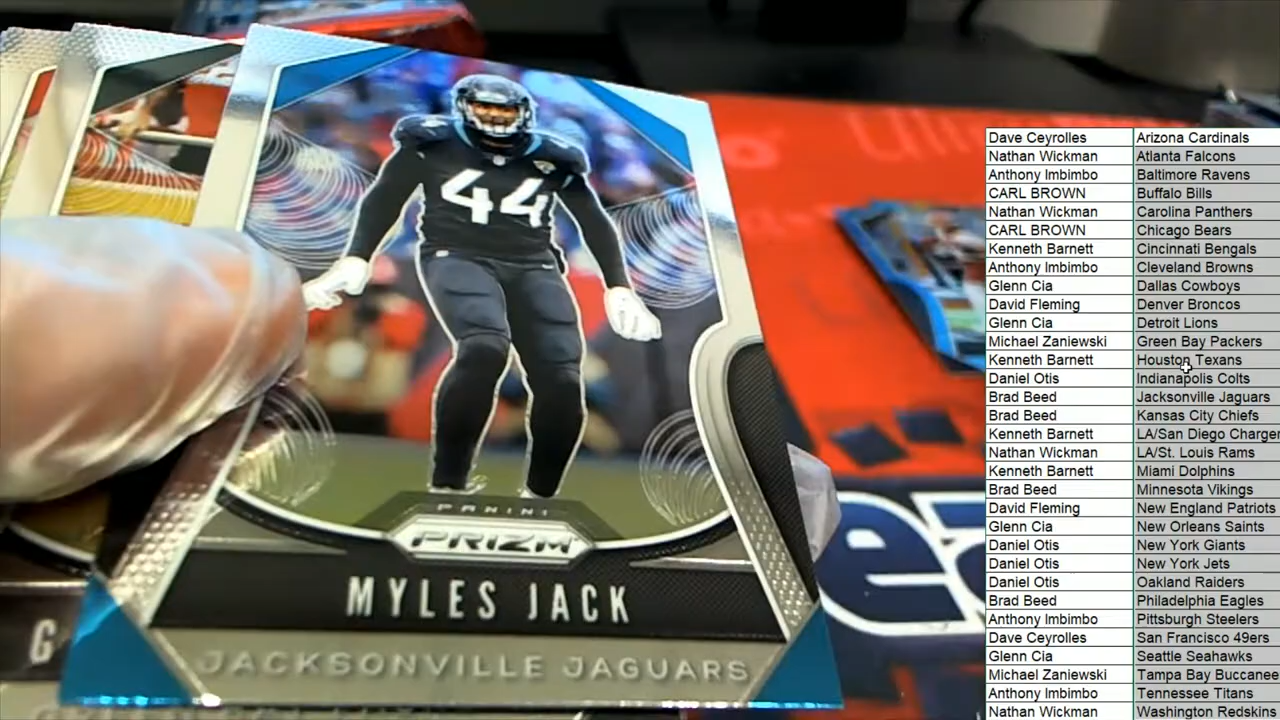 44
PANINI
PRIZM
MYLES JACK
JACKSONVILLE JAGUARS
G
Dave Ceyrolles Arizona Cardinals
Nathan Wickman Atlanta Falcons
Anthony Imbimbo Baltimore Ravens
CARL BROWN Buffalo Bills
Nathan Wickman Carolina Panthers
CARL BROWN Chicago Bears
Kenneth Barnett Cincinnati Bengals
Anthony Imbimbo Cleveland Browns
Glenn Cia Dallas Cowboys
David Fleming Denver Broncos
Glenn Cia Detroit Lions
Michael Zaniewski Green Bay Packers
Kenneth Barnett Houston Texans
Daniel Otis Indianapolis Colts
Brad Beed Jacksonville Jaguars
Brad Beed Kansas City Chiefs
Kenneth Barnett LA/San Diego Charger
Nathan Wickman LA/St. Louis Rams
Kenneth Barnett Miami Dolphins
Brad Beed Minnesota Vikings
David Fleming New England Patriots
Glenn Cia New Orleans Saints
Daniel Otis New York Giants
Daniel Otis New York Jets
Daniel Otis Oakland Raiders
Brad Beed Philadelphia Eagles
Anthony Imbimbo Pittsburgh Steelers
Dave Ceyrolles San Francisco 49ers
Glenn Cia Seattle Seahawks
Michael Zaniewski Tampa Bay Buccanee
Anthony Imbimbo Tennessee Titans
Nathan Wickman Washington Redskins